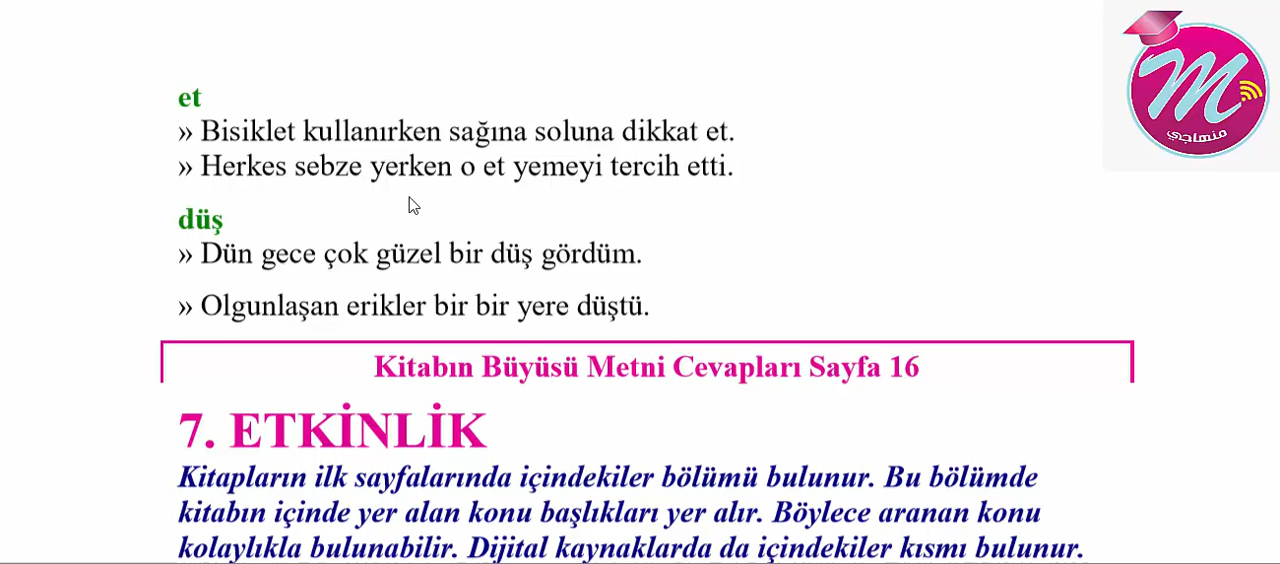 et
» Bisiklet kullanırken sağına soluna dikkat et.
» Herkes sebze yerken o et yemeyi tercih etti.
düş
» Dün gece çok güzel bir düş gördüm.
» Olgunlaşan erikler bir bir yere düştü.
Kitabın Büyüsü Metni Cevapları Sayfa 16
7. ETKİNLİK
Kitapların ilk sayfalarında içindekiler bölümü bulunur. Bu bölümde
kitabın içinde yer alan konu başlıkları yer alır. Böylece aranan konu
kolaylıkla bulunabilir. Dijital kaynaklarda da içindekiler kısmı bulunur.
M
منهاجي